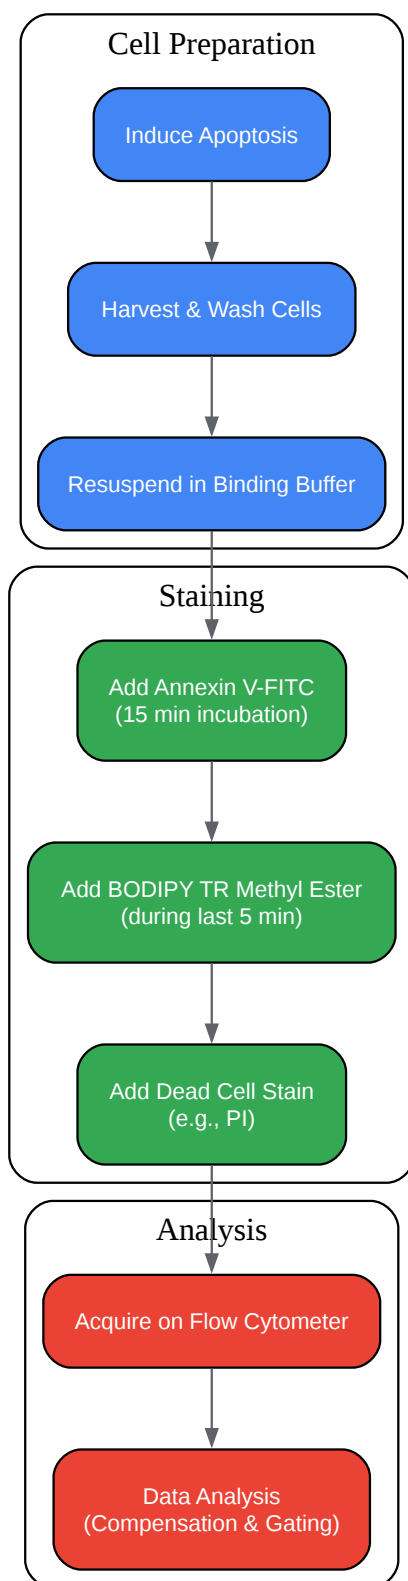 Cell Preparation
Induce Apoptosis
Harvest & Wash Cells
Resuspend in Binding Buffer
Staining
Add Annexin V-FITC
(15 min incubation)
Add BODIPY TR Methyl Ester
(during last 5 min)
Add Dead Cell Stain
(e.g., PI)
Analysis
Acquire on Flow Cytometer
Data Analysis
(Compensation & Gating)